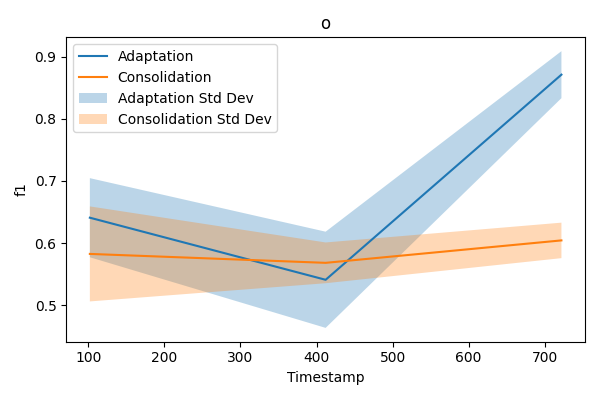 o
Adaptation
Consolidation
Adaptation Std Dev
Consolidation Std Dev
f1
0.9
0.8
0.7
0.6
0.5
100 200 300 400 500 600 700
Timestamp